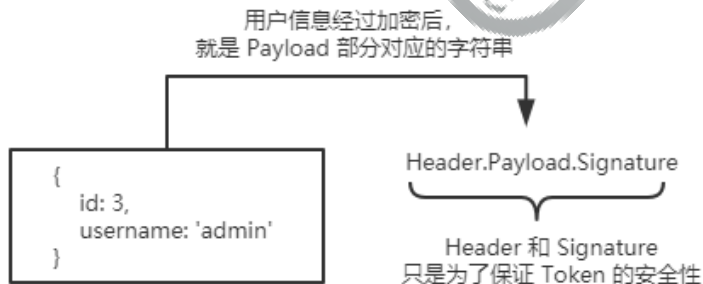 用户信息经过加密后，
就是 Payload 部分对应的字符串
{
id: 3,
username: 'admin'
}
Header.Payload.Signature
Header 和 Signature
只是为了保证 Token 的安全性